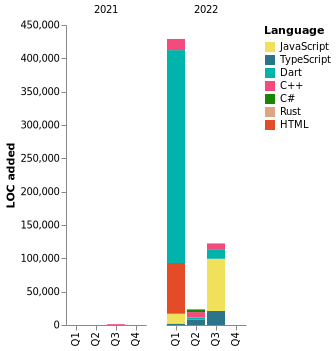 2021 2022
Language
JavaScript
TypeScript
Dart
C++
C#
Rust
HTML
LOC added
450,000
400,000
350,000
300,000
250,000
200,000
150,000
100,000
50,000
0
Q1 Q2 Q3 Q4 Q1 Q2 Q3 Q4